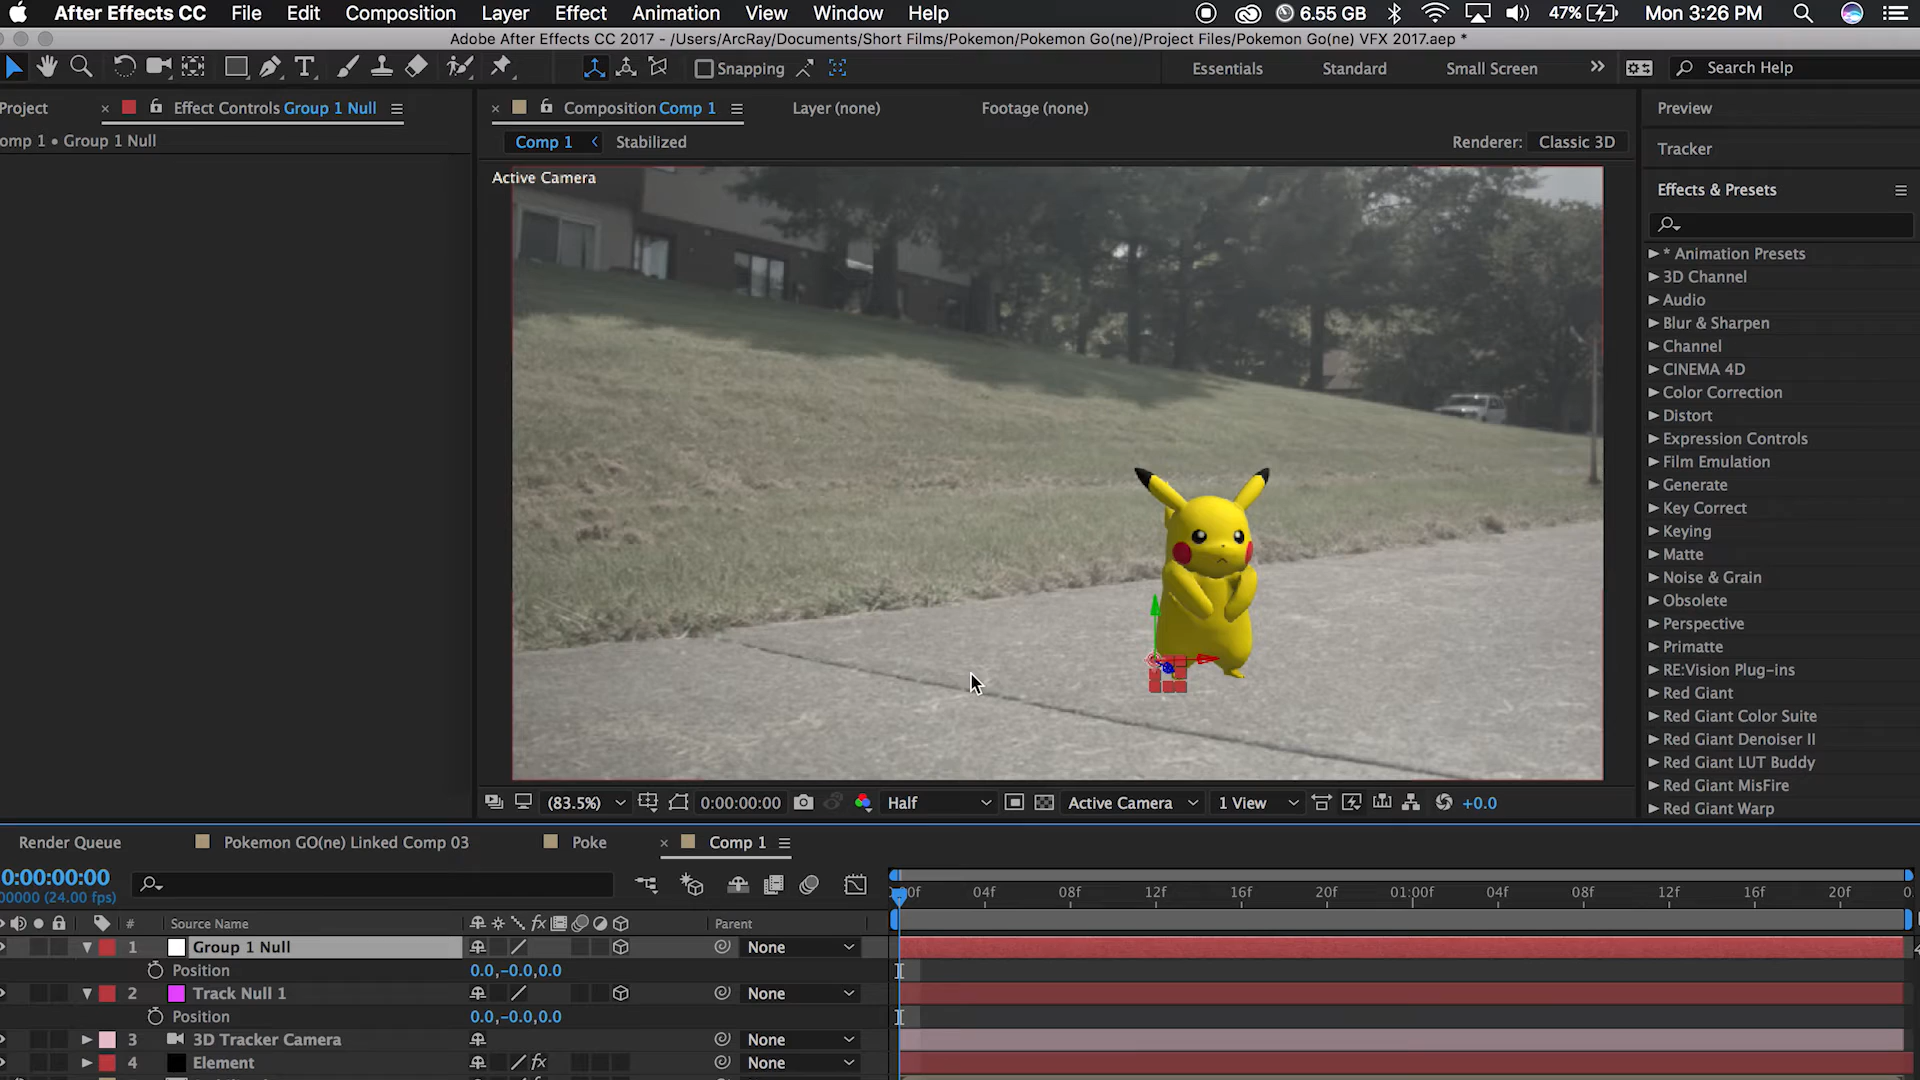 After Effects CC File Edit Composition Layer Effect Animation View Window Help 6.55 GB 47% Mon 3:26 PM
Adobe After Effects CC 2017 - /Users/ArcRay/Documents/Short Films/Pokemon/Pokemon Go(ne)/Project Files/Pokemon Go(ne) VFX 2017.aep *
Snapping Essentials Standard Small Screen >> Search Help
Project × Effect Controls Group 1 Null × Composition Comp 1 Layer (none) Footage (none) Preview
omp 1 • Group 1 Null Comp 1 Stabilized Renderer: Classic 3D Tracker
Active Camera
Effects & Presets
* Animation Presets
3D Channel
Audio
Blur & Sharpen
Channel
CINEMA 4D
Color Correction
Distort
Expression Controls
Film Emulation
Generate
Key Correct
Keying
Matte
Noise & Grain
Obsolete
Perspective
Primatte
RE:Vision Plug-ins
Red Giant
Red Giant Color Suite
Red Giant Denoiser II
Red Giant LUT Buddy
Red Giant MisFire
Red Giant Warp
(83.5%) 0:00:00:00 Half Active Camera 1 View +0.0
Render Queue Pokemon GO(ne) Linked Comp 03 Poke × Comp 1
0:00:00:00
00000 (24.00 fps)
:00f 04f 08f 12f 16f 20f 01:00f 04f 08f 12f 16f 20f 0
# Source Name fx Parent
1 Group 1 Null None
Position 0.0,-0.0,0.0
2 Track Null 1 None
Position 0.0,-0.0,0.0
3 3D Tracker Camera None
4 Element fx None